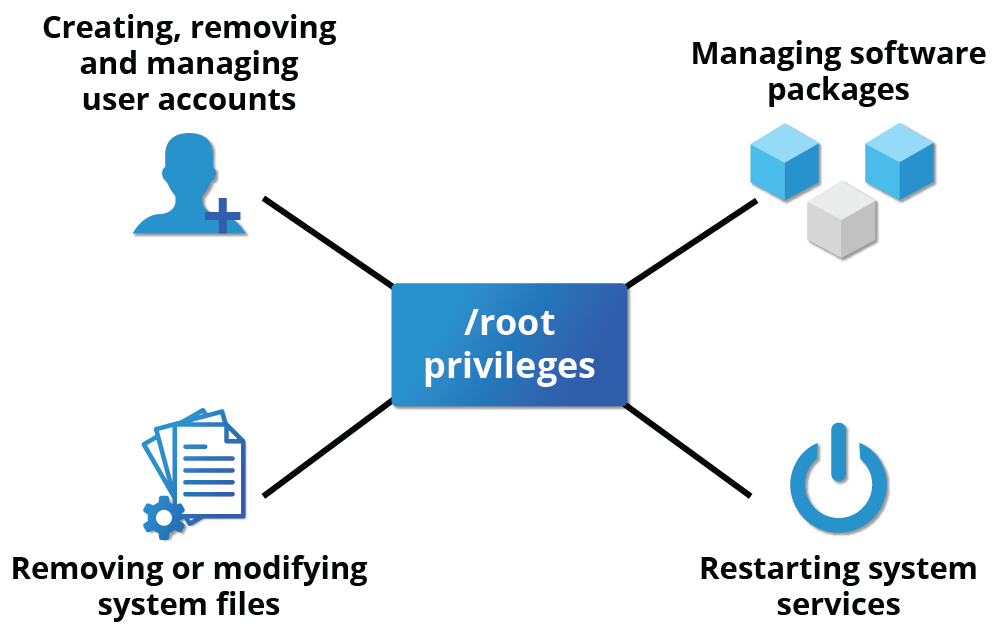 Creating, removing
and managing
user accounts
Managing software
packages
/root
privileges
Removing or modifying
system files
Restarting system
services